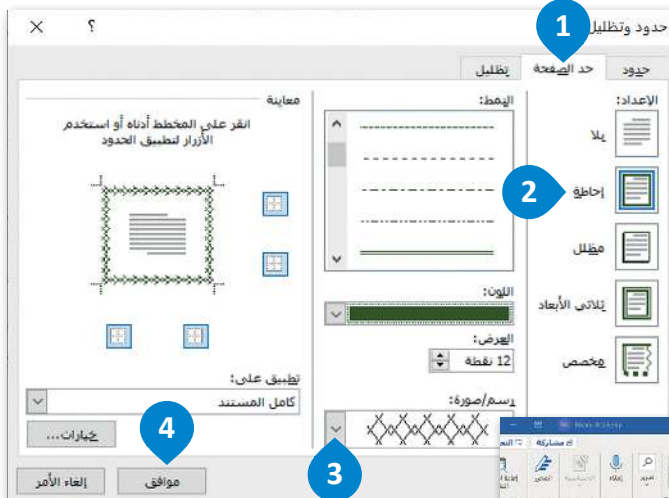 حدود وتظليل
؟
1
حدود
حد الصفحة
تظليل
الإعداد:
بلا
إحاطة
2
مظلل
ثلاثي الأبعاد
مخصص
النمط:
اللون:
العرض:
12 نقطة
رسم/صورة:
3
معاينة
انقر على المخطط أدناه أو استخدم
الأزرار لتطبيق الحدود
تطبيق على:
كامل المستند
خيارات...
4
موافق
إلغاء الأمر
مشاركة